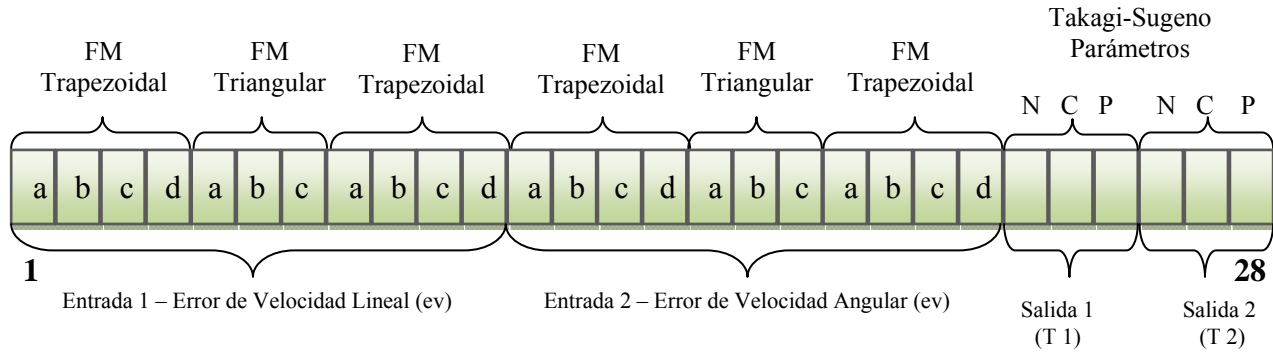 Takagi-Sugeno
Parámetros
FM
Trapezoidal
FM
Triangular
FM
Trapezoidal
FM
Trapezoidal
FM
Triangular
FM
Trapezoidal
N C P
N C P
a b c d a b c a b c d a b c d a b c a b c d
1
28
Entrada 1 – Error de Velocidad Lineal (ev)
Entrada 2 – Error de Velocidad Angular (ev)
Salida 1
(T 1)
Salida 2
(T 2)